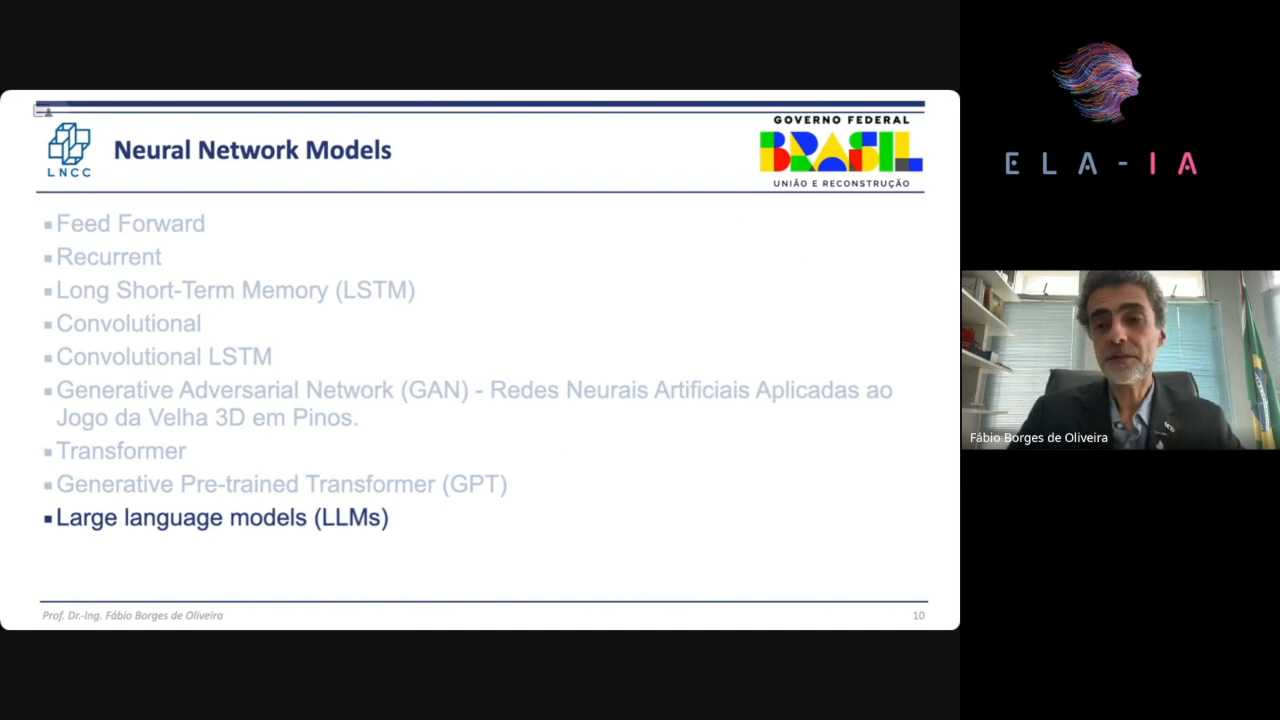 LNCC
Neural Network Models
GOVERNO FEDERAL
BRASIL
UNIÃO E RECONSTRUÇÃO
▪Feed Forward
▪Recurrent
▪Long Short-Term Memory (LSTM)
▪Convolutional
▪Convolutional LSTM
▪Generative Adversarial Network (GAN) - Redes Neurais Artificiais Aplicadas ao
Jogo da Velha 3D em Pinos.
▪Transformer
▪Generative Pre-trained Transformer (GPT)
▪Large language models (LLMs)
Prof. Dr.-Ing. Fábio Borges de Oliveira
10
ELA-IA
Fábio Borges de Oliveira